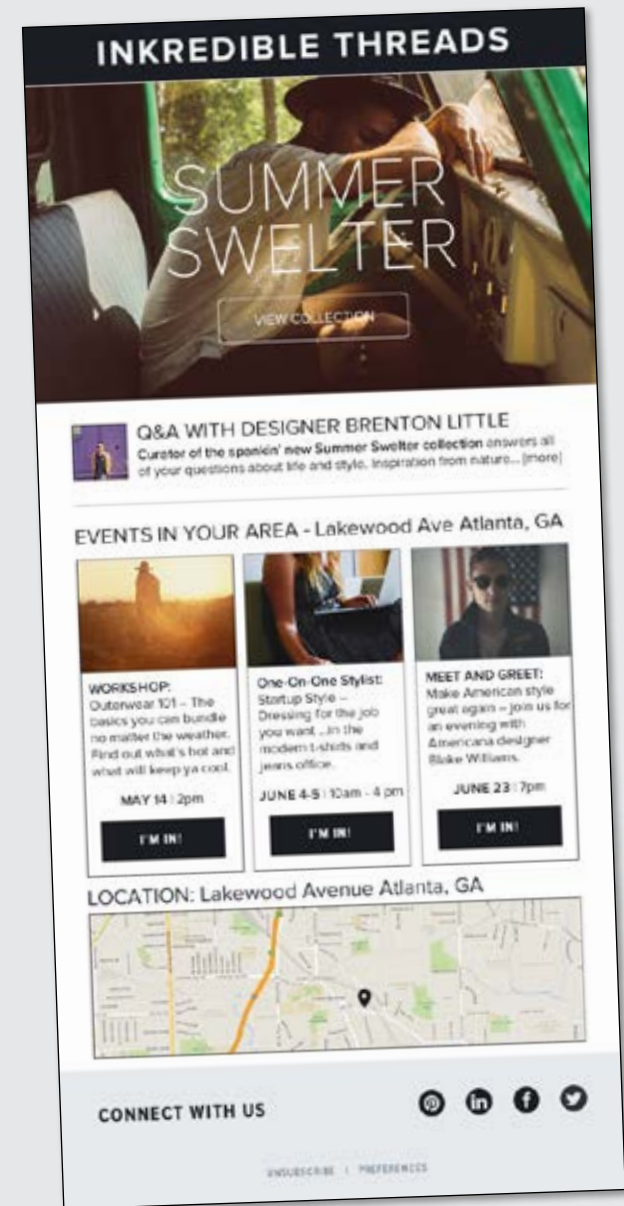 INKREDIBLE THREADS
SUMMER
SWELTER
VIEW COLLECTION
Q&A WITH DESIGNER BRENTON LITTLE
Curator of the spankin' new Summer Swelter collection answers all
of your questions about life and style. Inspiration from nature... [more]
EVENTS IN YOUR AREA - Lakewood Ave Atlanta, GA
WORKSHOP:
Outerwear 101 – The
basics you can bundle
no matter the weather.
Find out what's hot and
what will keep ya cool.
MAY 14 | 2pm
I'M IN!
One-On-One Stylist:
Startup Style –
Dressing for the job
you want ...in the
modern t-shirts and
jeans office.
JUNE 4-5 | 10am - 4 pm
I'M IN!
MEET AND GREET:
Make American style
great again – join us for
an evening with
Americana designer
Blake Williams.
JUNE 23 | 7pm
I'M IN!
LOCATION: Lakewood Avenue Atlanta, GA
CONNECT WITH US
UNSUBSCRIBE | PREFERENCES